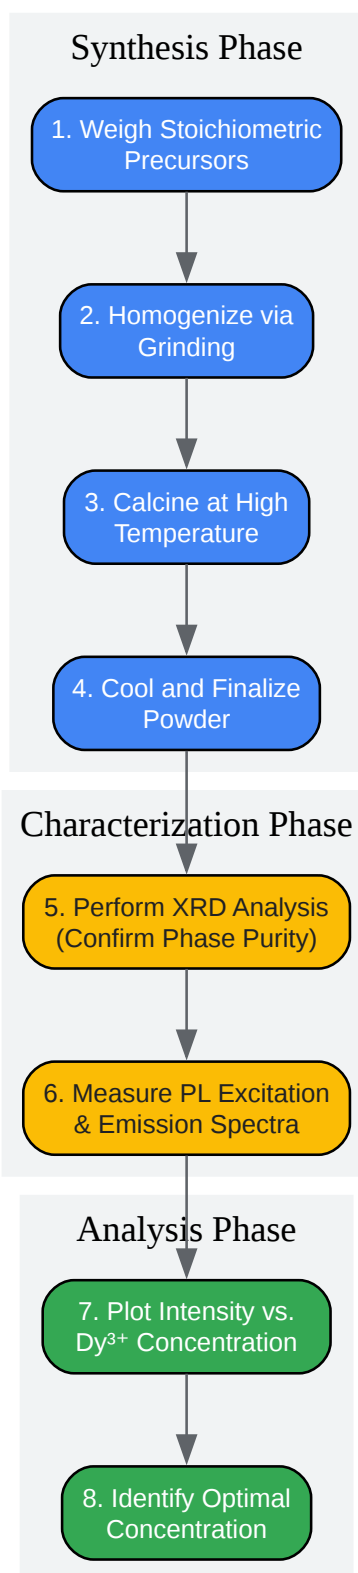 Synthesis Phase
1. Weigh Stoichiometric
Precursors
2. Homogenize via
Grinding
3. Calcine at High
Temperature
4. Cool and Finalize
Powder
Characterization Phase
5. Perform XRD Analysis
(Confirm Phase Purity)
6. Measure PL Excitation
& Emission Spectra
Analysis Phase
7. Plot Intensity vs.
Dy³⁺ Concentration
8. Identify Optimal
Concentration